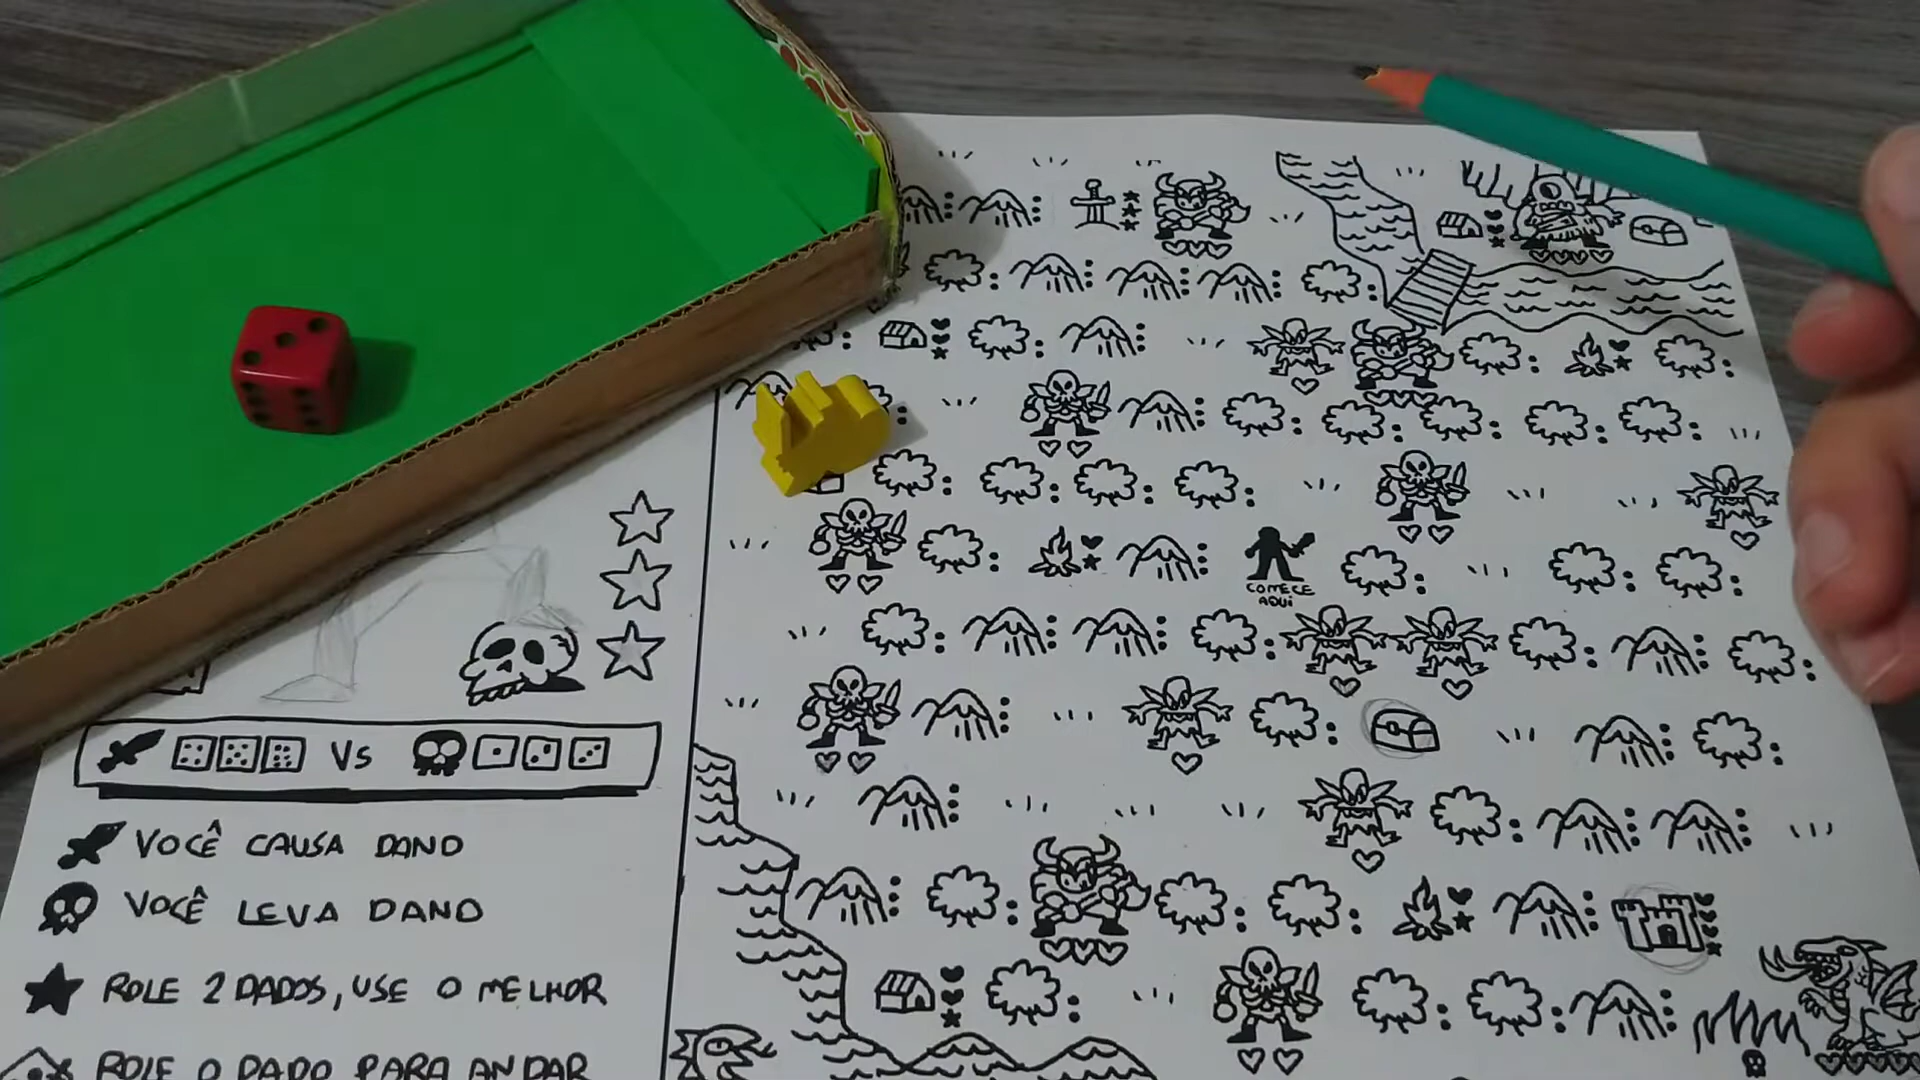 VS
VOCÊ CAUSA DANO
VOCÊ LEVA DANO
ROLE 2 DADOS, USE O MELHOR
ROLE O DADO PARA ANDAR
COMECE
AQUI